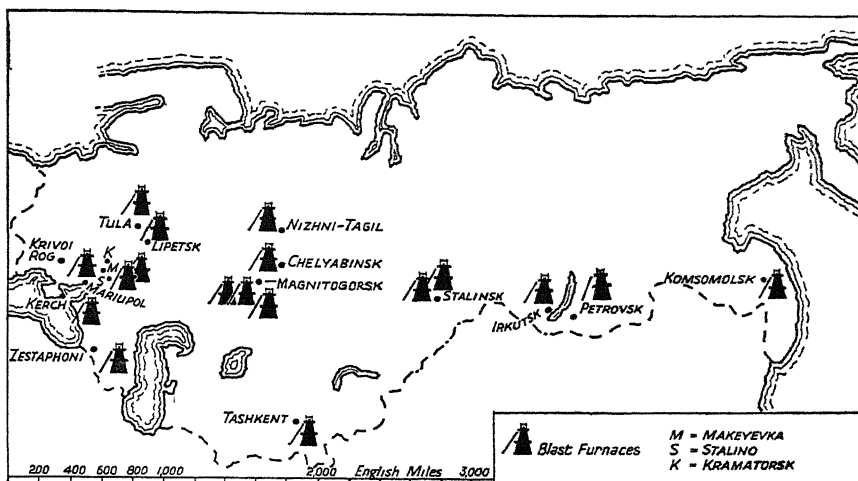 TULA
LIPETSK
NIZHNI-TAGIL
KRIVOI
ROG
K
M
S
CHELYABINSK
MARIUPOL
MAGNITOGORSK
KERCH
STALINSK
IRKUTSK
PETROVSK
KOMSOMOLSK
ZESTAPHONI
TASHKENT
Blast Furnaces
M = MAKEYEVKA
S = STALINO
K = KRAMATORSK
200 400 600 800 1,000 2,000 English Miles 3,000